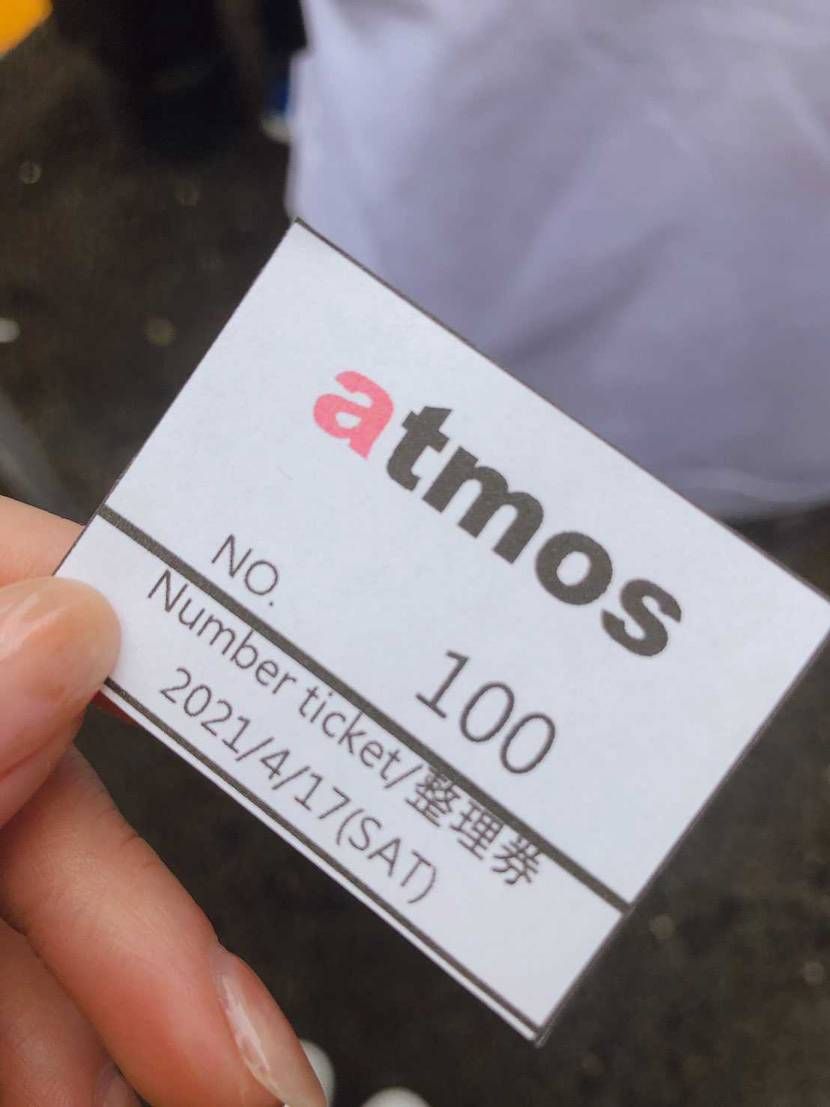 atmos
NO.
100
Number ticket/整理券
2021/4/17(SAT)